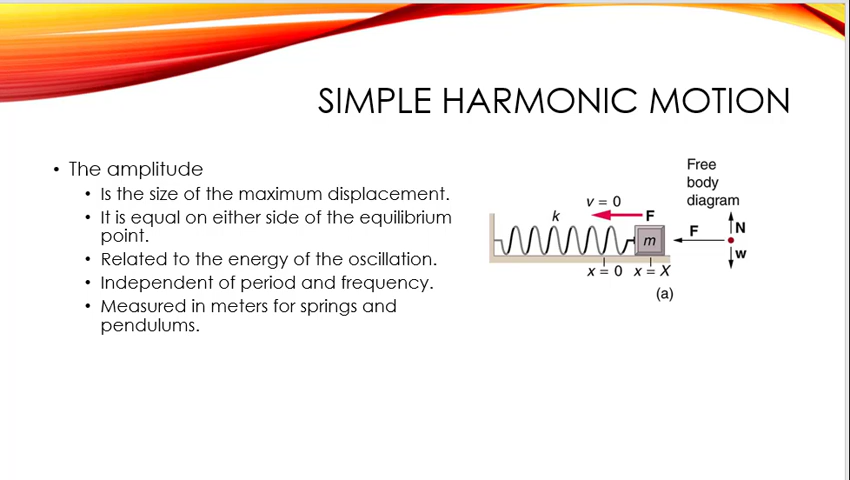 SIMPLE HARMONIC MOTION
• The amplitude
• Is the size of the maximum displacement.
• It is equal on either side of the equilibrium
point.
• Related to the energy of the oscillation.
• Independent of period and frequency.
• Measured in meters for springs and
pendulums.
Free
body
diagram
v = 0
k
F
m
x = 0 x = X
F
N
w
(a)